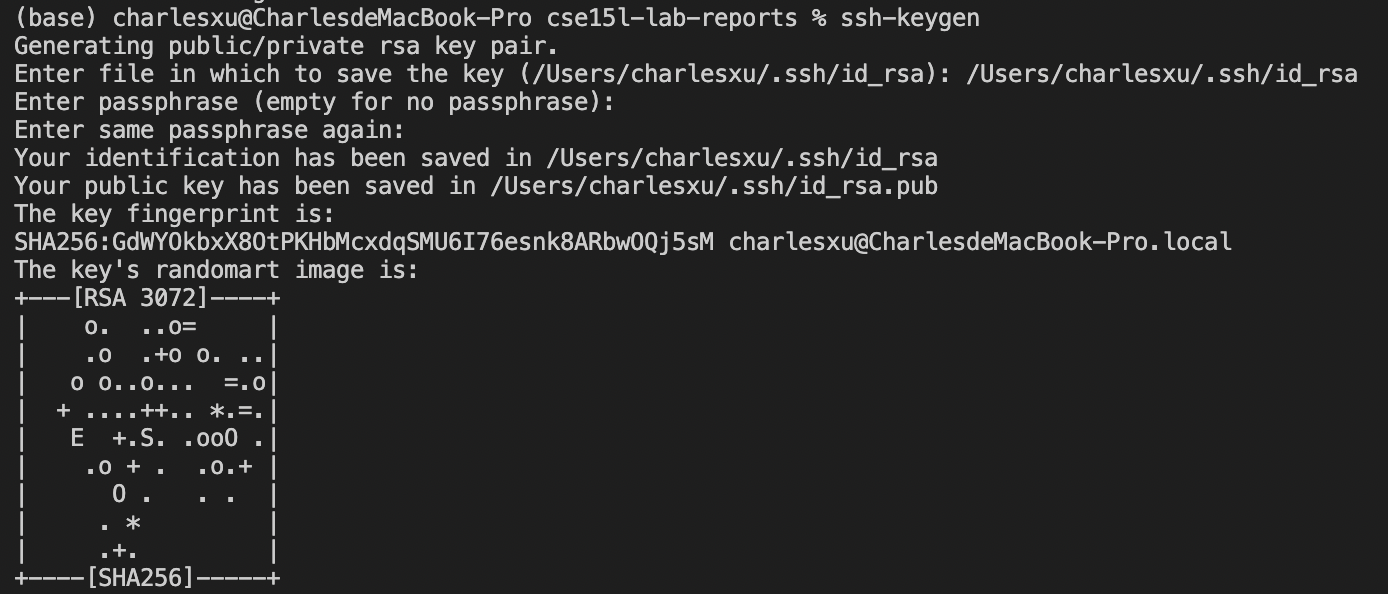 (base) charlesxu@CharlesdeMacBook-Pro cse15l-lab-reports % ssh-keygen
Generating public/private rsa key pair.
Enter file in which to save the key (/Users/charlesxu/.ssh/id_rsa): /Users/charlesxu/.ssh/id_rsa
Enter passphrase (empty for no passphrase):
Enter same passphrase again:
Your identification has been saved in /Users/charlesxu/.ssh/id_rsa
Your public key has been saved in /Users/charlesxu/.ssh/id_rsa.pub
The key fingerprint is:
SHA256:GdWYOkbxX8OtPKHbMcxdqSMU6I76esnk8ARbwOQj5sM charlesxu@CharlesdeMacBook-Pro.local
The key's randomart image is:
+---[RSA 3072]----+
|    o.  ..o=     |
|    .o  .+o o. ..|
|   o o..o...  =.o|
|  + ....++.. *.=.|
|   E  +.S. .ooO .|
|    .o + .  .o.+ |
|      O .   . .  |
|     . *         |
|     .+.         |
+----[SHA256]-----+